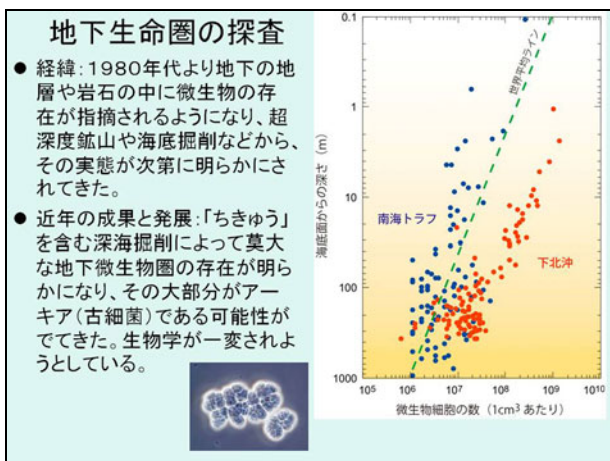 地下生命圏の探査
● 経緯：1980年代より地下の地
層や岩石の中に微生物の存
在が指摘されるようになり、超
深度鉱山や海底掘削などから、
その実態が次第に明らかにさ
れてきた。
● 近年の成果と発展：「ちきゅう」
を含む深海掘削によって莫大
な地下微生物圏の存在が明ら
かになり、その大部分がアー
キア（古細菌）である可能性が
でてきた。生物学が一変されよ
うとしている。
海底面からの深さ（m）
0.1
1
10
100
1000
世界平均ライン
南海トラフ
下北沖
10⁵
10⁶
10⁷
10⁸
10⁹
10¹⁰
微生物細胞の数（1cm³ あたり）